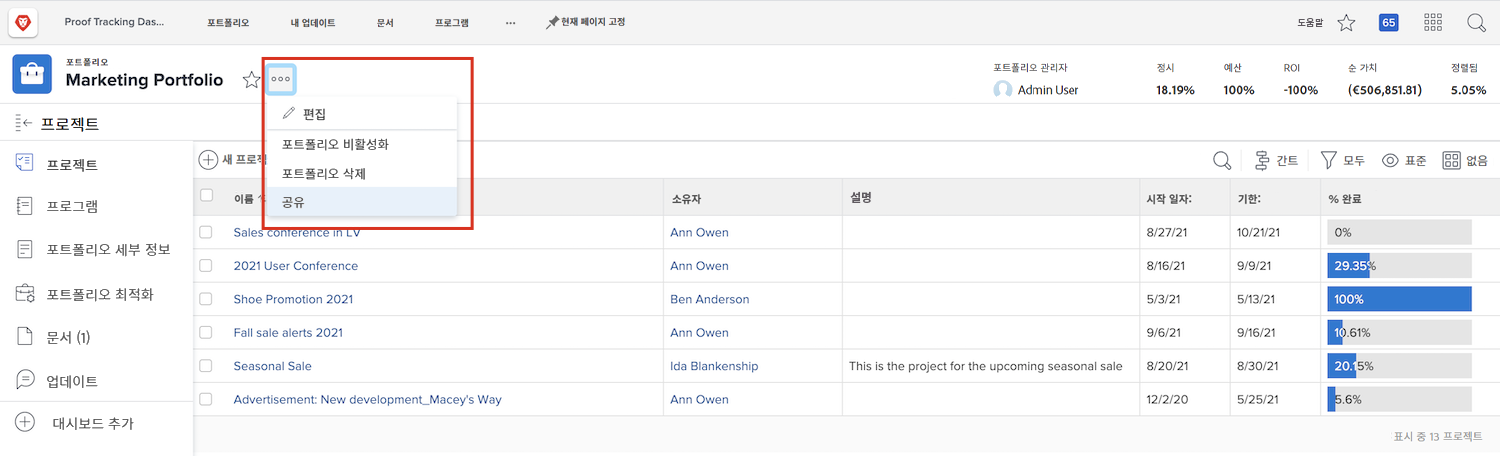 Proof Tracking Das... 포트폴리오 내 업데이트 문서 프로그램 ... 현재 페이지 고정 도움말 65
포트폴리오
Marketing Portfolio
포트폴리오 관리자 정시 예산 ROI 순 가치 정렬됨
Admin User 18.19% 100% -100% (€506,851.81) 5.05%
편집
포트폴리오 비활성화
포트폴리오 삭제
공유
프로젝트
프로젝트
프로그램
포트폴리오 세부 정보
포트폴리오 최적화
문서 (1)
업데이트
대시보드 추가
새 간트 모두 표준 없음
이름 소유자 설명 시작 일자: 기한: % 완료
Sales conference in LV Ann Owen 8/27/21 10/21/21 0%
2021 User Conference Ann Owen 8/16/21 9/9/21 29.35%
Shoe Promotion 2021 Ben Anderson 5/3/21 5/13/21 100%
Fall sale alerts 2021 Ann Owen 9/6/21 9/16/21 10.61%
Seasonal Sale Ida Blankenship This is the project for the upcoming seasonal sale 8/20/21 8/30/21 20.15%
Advertisement: New development_Macey's Way Ann Owen 12/2/20 5/25/21 5.6%
표시 중 13 프로젝트